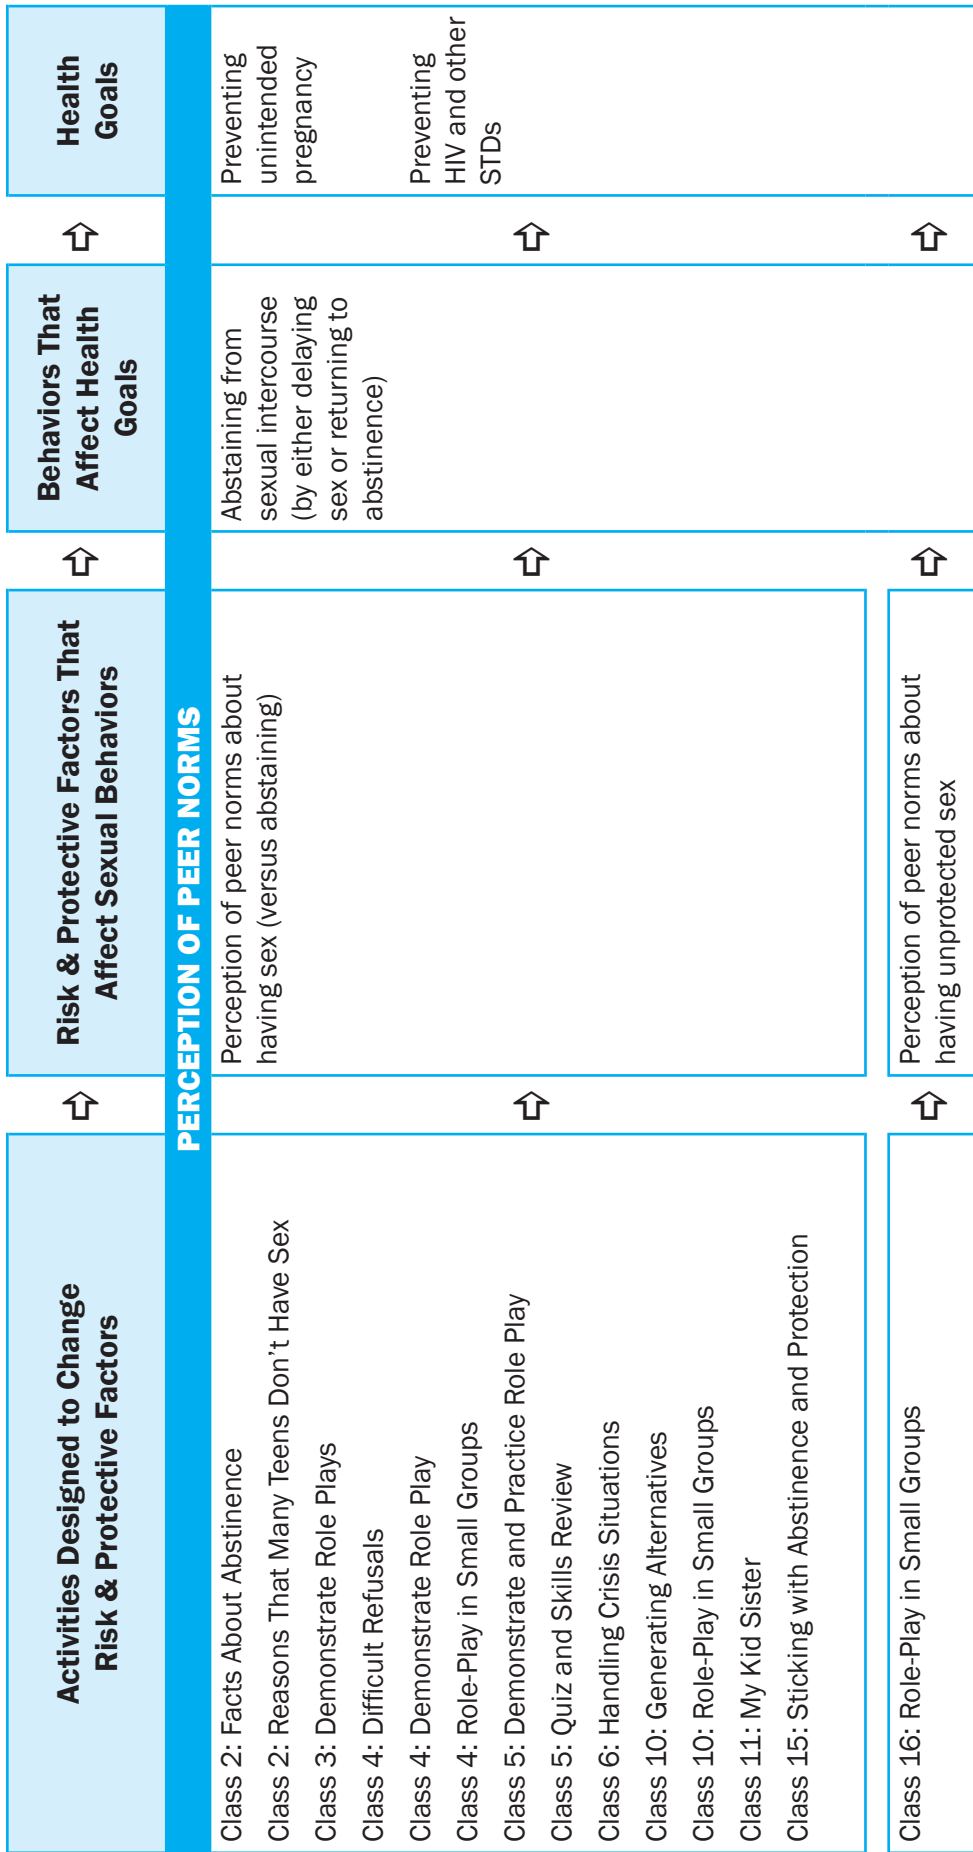 Activities Designed to Change
Risk & Protective Factors
Risk & Protective Factors That
Affect Sexual Behaviors
Behaviors That
Affect Health
Goals
Health
Goals
PERCEPTION OF PEER NORMS
Class 2: Facts About Abstinence
Class 2: Reasons That Many Teens Don’t Have Sex
Class 3: Demonstrate Role Plays
Class 4: Difficult Refusals
Class 4: Demonstrate Role Play
Class 4: Role-Play in Small Groups
Class 5: Demonstrate and Practice Role Play
Class 5: Quiz and Skills Review
Class 6: Handling Crisis Situations
Class 10: Generating Alternatives
Class 10: Role-Play in Small Groups
Class 11: My Kid Sister
Class 15: Sticking with Abstinence and Protection
Perception of peer norms about
having sex (versus abstaining)
Abstaining from
sexual intercourse
(by either delaying
sex or returning to
abstinence)
Preventing
unintended
pregnancy
Preventing
HIV and other
STDs
Class 16: Role-Play in Small Groups
Perception of peer norms about
having unprotected sex